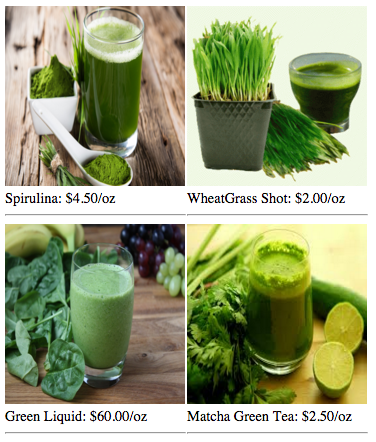 Spirulina: $4.50/oz
WheatGrass Shot: $2.00/oz
Green Liquid: $60.00/oz
Matcha Green Tea: $2.50/oz